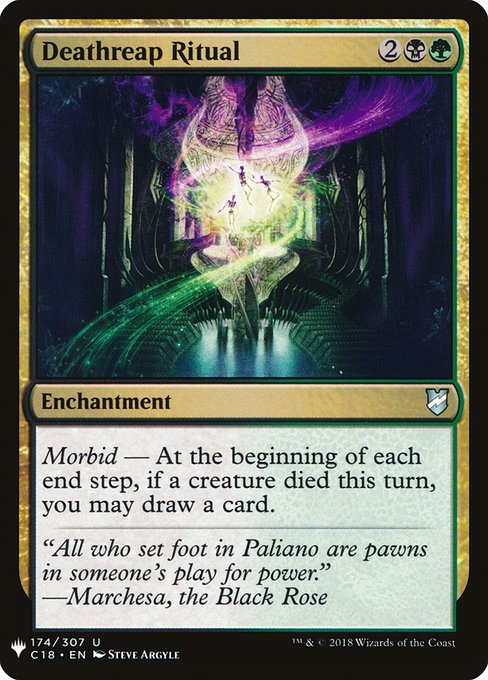 Deathreap Ritual 2
Enchantment
Morbid — At the beginning of each
end step, if a creature died this turn,
you may draw a card.
“All who set foot in Paliano are pawns
in someone’s play for power.”
—Marchesa, the Black Rose
174/307 U
C18 • EN Steve Argyle
™ & © 2018 Wizards of the Coast